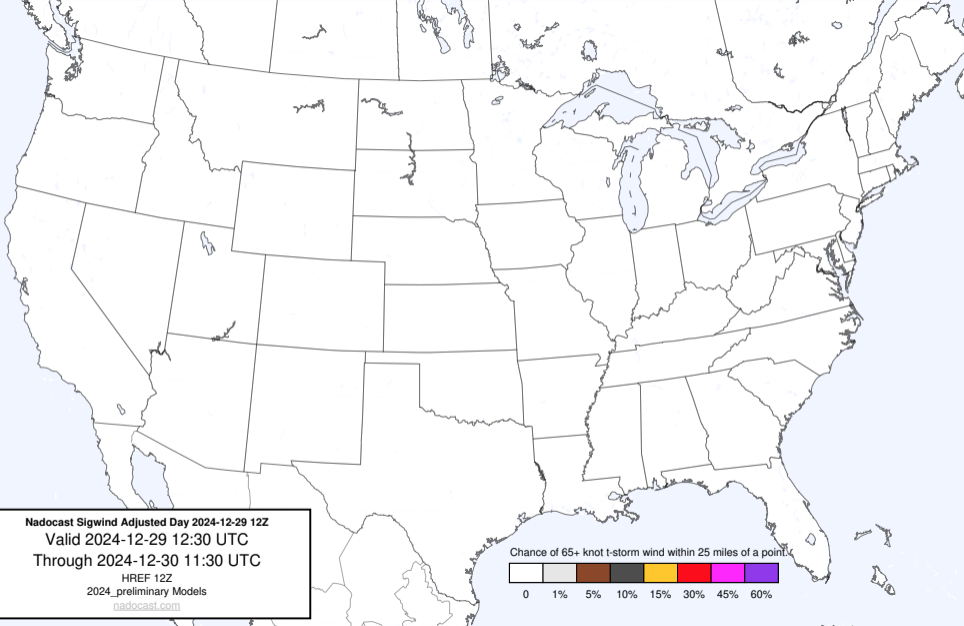 Nadocast Sigwind Adjusted Day 2024-12-29 12Z
Valid 2024-12-29 12:30 UTC
Through 2024-12-30 11:30 UTC
HREF 12Z
2024_preliminary Models
nadocast.com
Chance of 65+ knot t-storm wind within 25 miles of a point.
0 1% 5% 10% 15% 30% 45% 60%